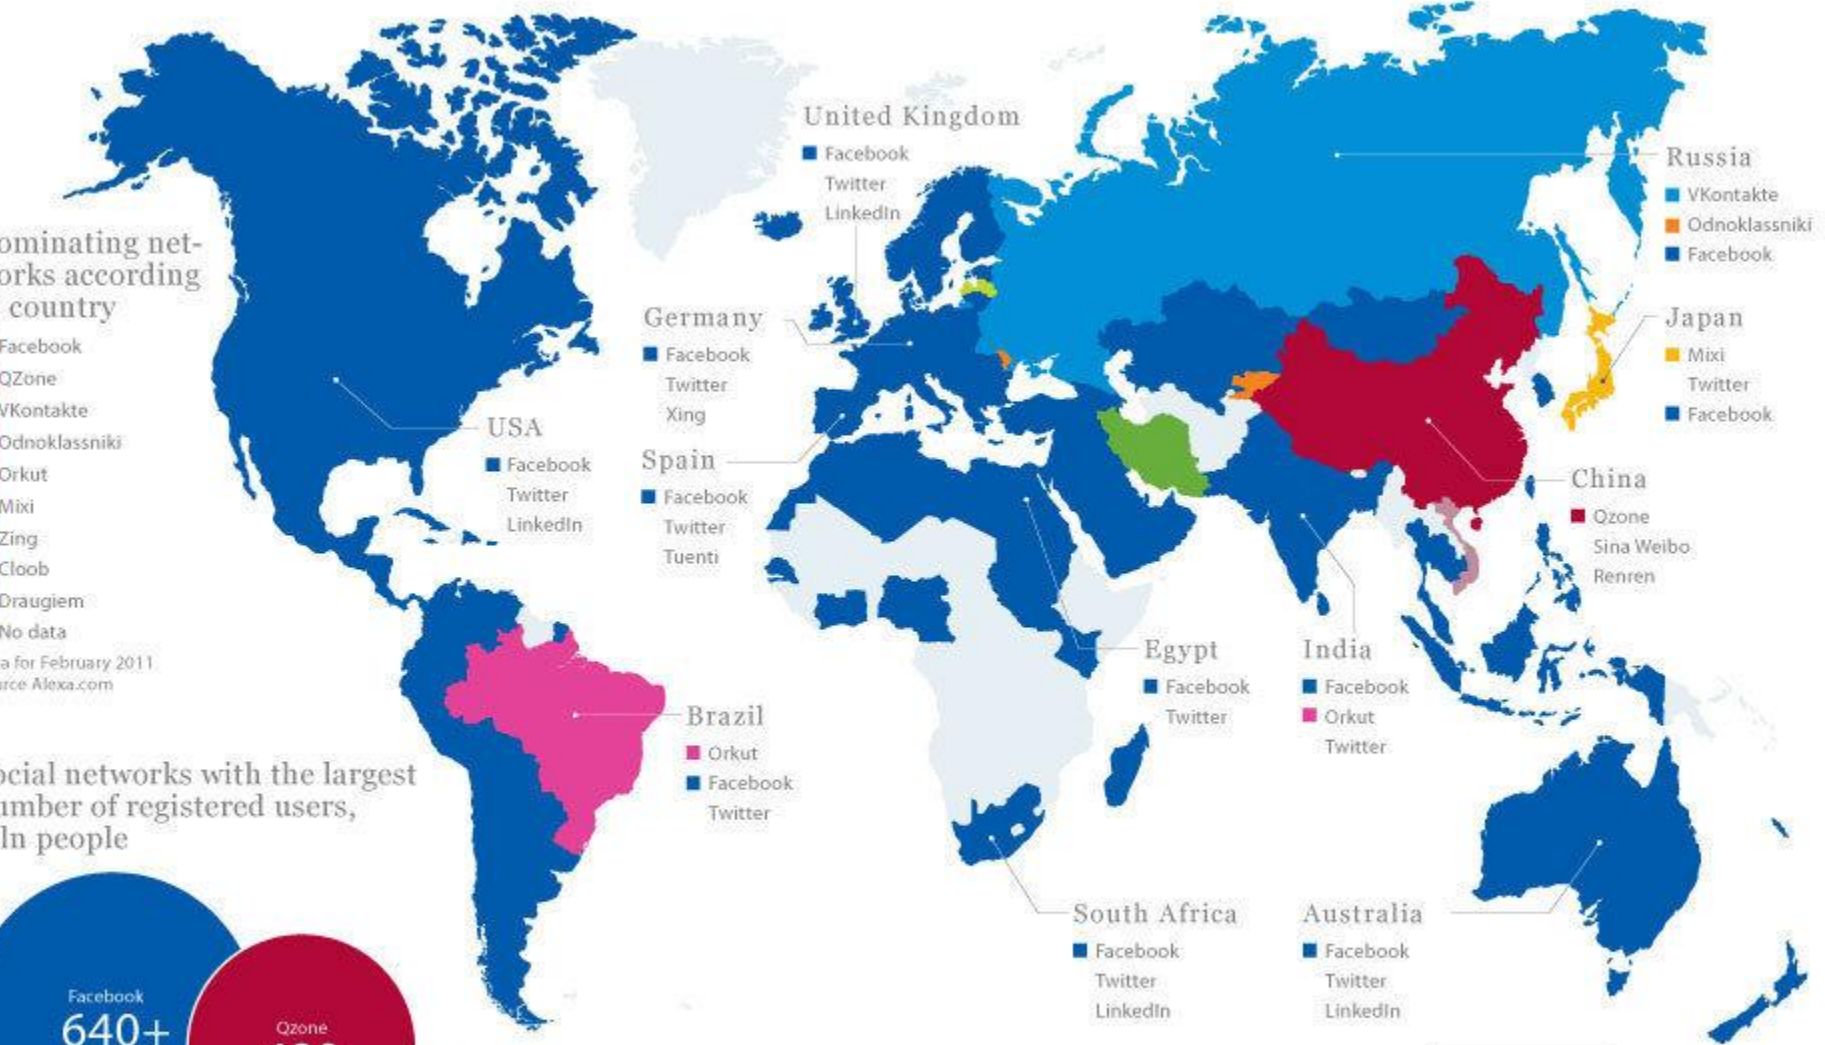 United Kingdom
Facebook
Twitter
LinkedIn
Russia
VKontakte
Odnoklassniki
Facebook
ominating net-
orks according
country
Facebook
QZone
VKontakte
Odnoklassniki
Orkut
Mixi
Zing
Cloob
Draugiem
No data
a for February 2011
rce Alexa.com
Germany
Facebook
Twitter
Xing
Japan
Mixi
Twitter
Facebook
USA
Facebook
Twitter
LinkedIn
Spain
Facebook
Twitter
Tuenti
China
Qzone
Sina Weibo
Renren
Egypt
Facebook
Twitter
India
Facebook
Orkut
Twitter
Brazil
Orkut
Facebook
Twitter
ocial networks with the largest
umber of registered users,
ln people
South Africa
Facebook
Twitter
LinkedIn
Australia
Facebook
Twitter
LinkedIn
Facebook
640+
Qzone